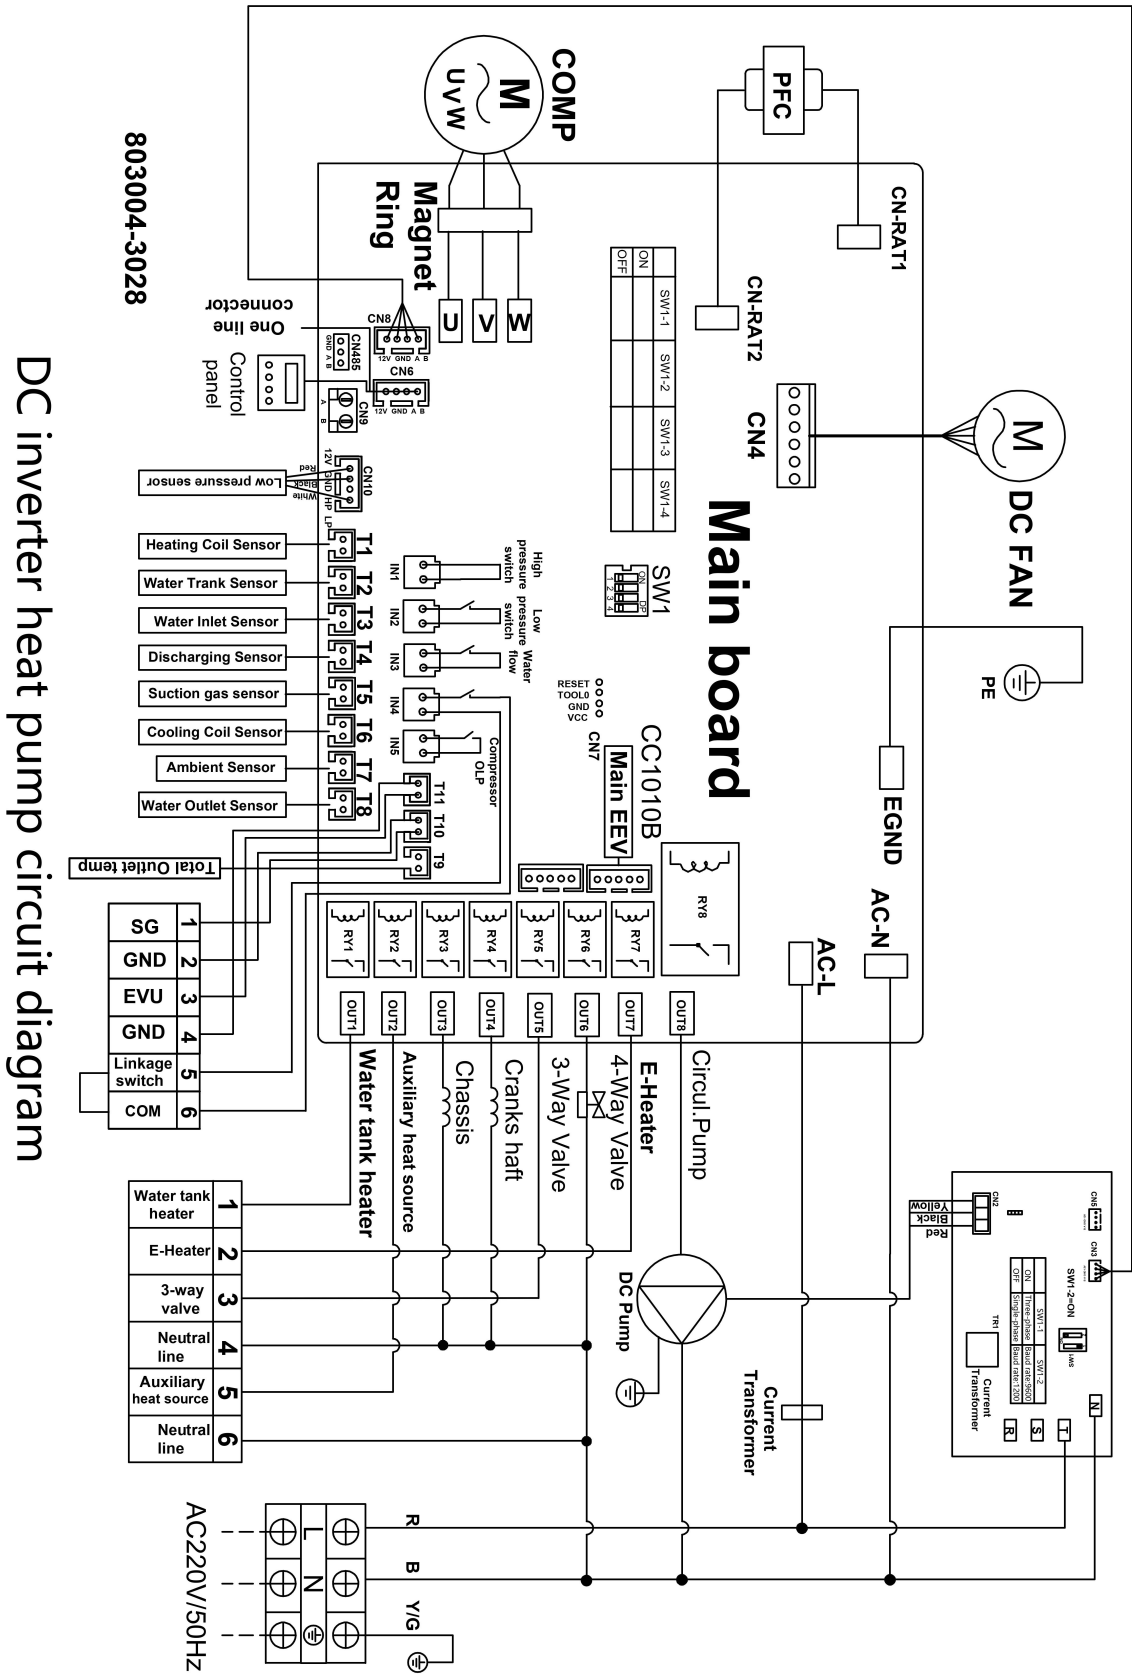 DC inverter heat pump circuit diagram
803004-3028
COMP
M
U V W
Magnet
Ring
U
V
W
PFC
CN-RAT1
CN-RAT2
SW1-1
SW1-2
SW1-3
SW1-4
ON
OFF
CN4
M
DC FAN
Main board
SW1
ON
DP
1
2
3
4
PE
EGND
AC-N
AC-L
One line
connector
CN8
12V GND A B
CN485
GND A B
CN6
12V GND A B
Control
panel
CN9
A
B
CN10
12V
GND
HP
LP
Red
Black
White
Low pressure sensor
Heating Coil Sensor
Water Trank Sensor
Water Inlet Sensor
Discharging Sensor
Suction gas sensor
Cooling Coil Sensor
Ambient Sensor
Water Outlet Sensor
T1
T2
T3
T4
T5
T6
T7
T8
IN1
IN2
IN3
IN4
IN5
High
pressure
switch
Low
pressure
switch
Water
flow
Compressor
OLP
T11
T10
T9
Total Outlet temp
RESET
TOOL0
GND
VCC
CN7
CC1010B
Main EEV
RY1
RY2
RY3
RY4
RY5
RY6
RY7
RY8
OUT1
OUT2
OUT3
OUT4
OUT5
OUT6
OUT7
OUT8
SG
1
GND
2
EVU
3
GND
4
Linkage
switch
5
COM
6
Water tank heater
Auxiliary heat source
Chassis
Cranks haft
3-Way Valve
4-Way Valve
E-Heater
Circul.Pump
DC Pump
Water tank
heater
1
E-Heater
2
3-way
valve
3
Neutral
line
4
Auxiliary
heat source
5
Neutral
line
6
Current
Transformer
CN2
Yellow
Black
Red
CN5
CN3
SW1-2=ON
SW1
SW1-1
SW1-2
ON
Three-phase
Baud rate:9600
OFF
Single-phase
Baud rate:1200
TR1
Current
Transformer
N
T
S
R
R
B
Y/G
L
N
AC220V/50Hz